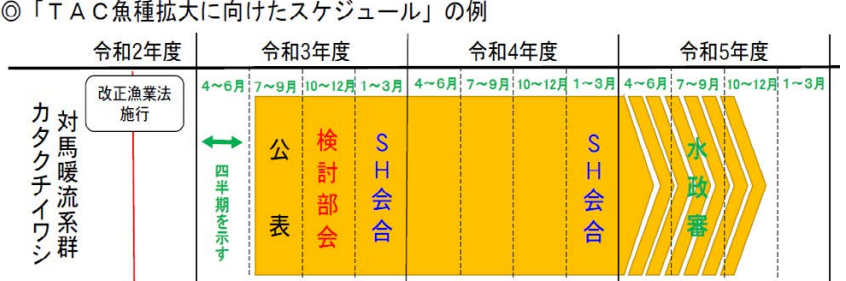 ◎「ＴＡＣ魚種拡大に向けたスケジュール」の例
令和2年度
令和3年度
令和4年度
令和5年度
4～6月
7～9月
10～12月
1～3月
4～6月
7～9月
10～12月
1～3月
4～6月
7～9月
10～12月
1～3月
改正漁業法
施行
対馬暖流系群
カタクチイワシ
四半期を示す
公表
検討部会
SH会合
SH会合
水政審